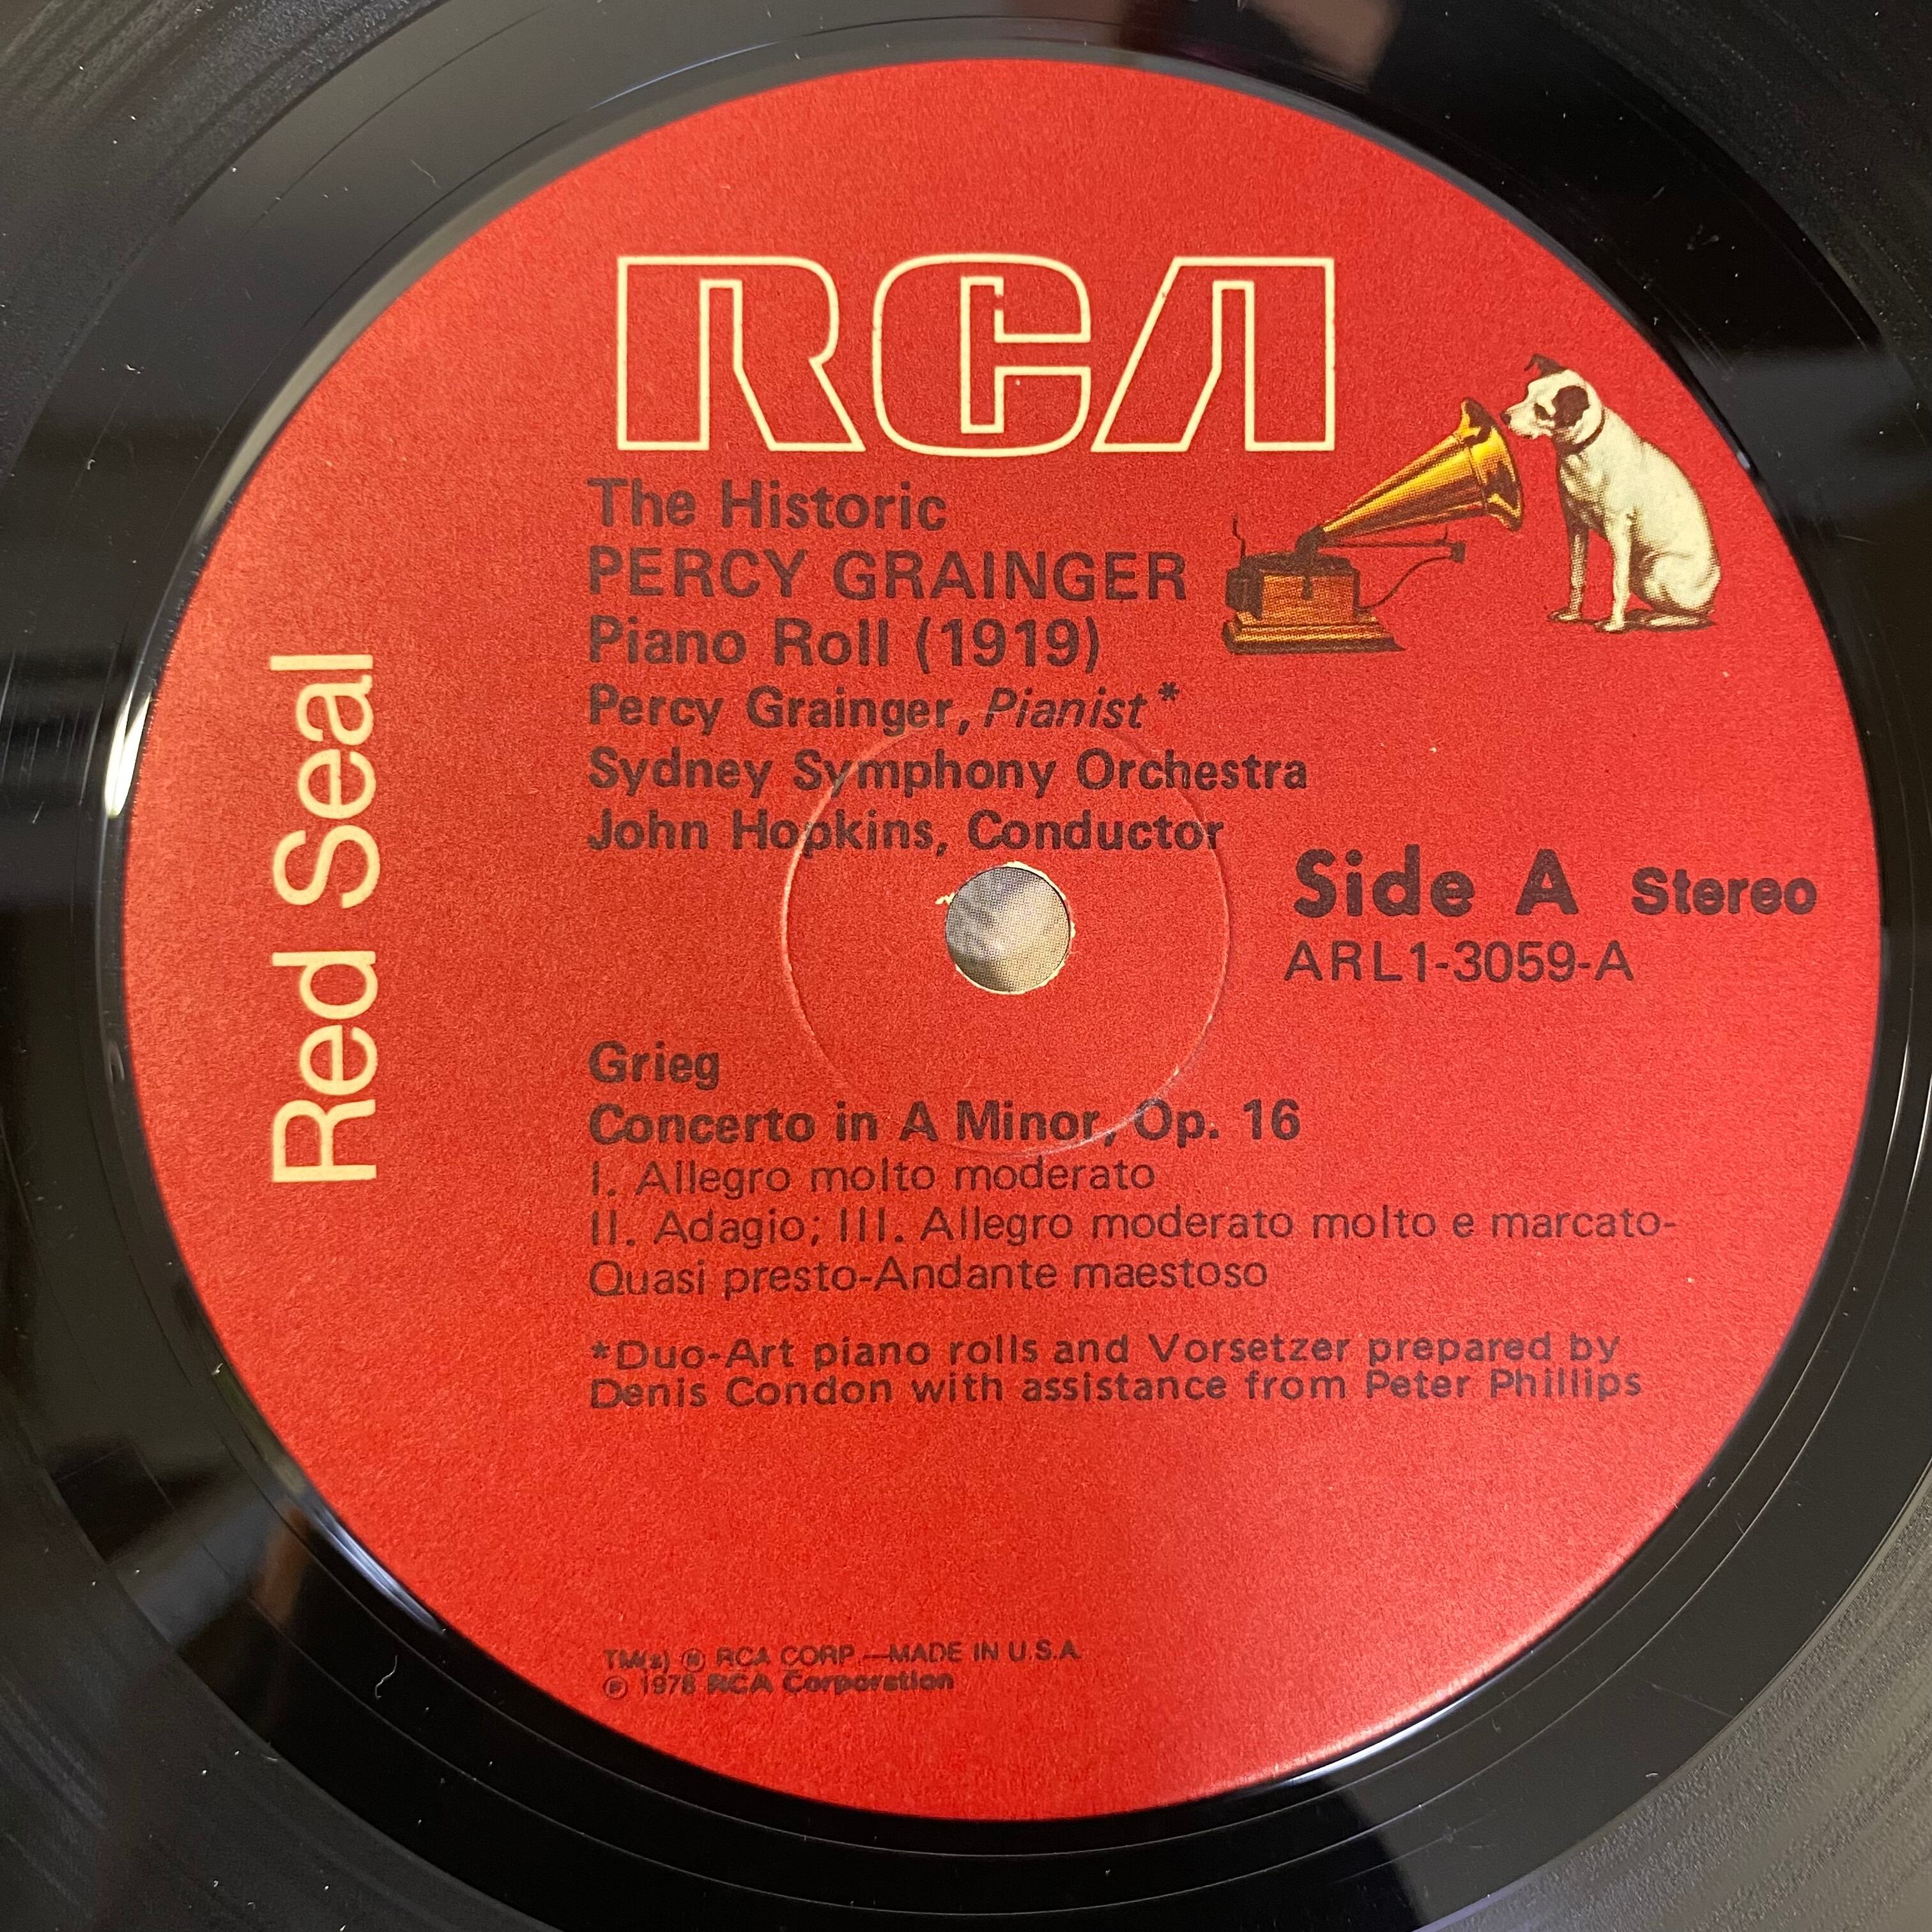 RCA
The Historic
PERCY GRAINGER
Piano Roll (1919)
Percy Grainger, Pianist*
Sydney Symphony Orchestra
John Hopkins, Conductor
Side A Stereo
ARL1-3059-A
Red Seal
Grieg
Concerto in A Minor, Op. 16
I. Allegro molto moderato
II. Adagio; III. Allegro moderato molto e marcato-
Quasi presto-Andante maestoso
*Duo-Art piano rolls and Vorsetzer prepared by
Denis Condon with assistance from Peter Phillips
TM(s) ® RCA CORP.—MADE IN U.S.A.
℗ 1978 RCA Corporation